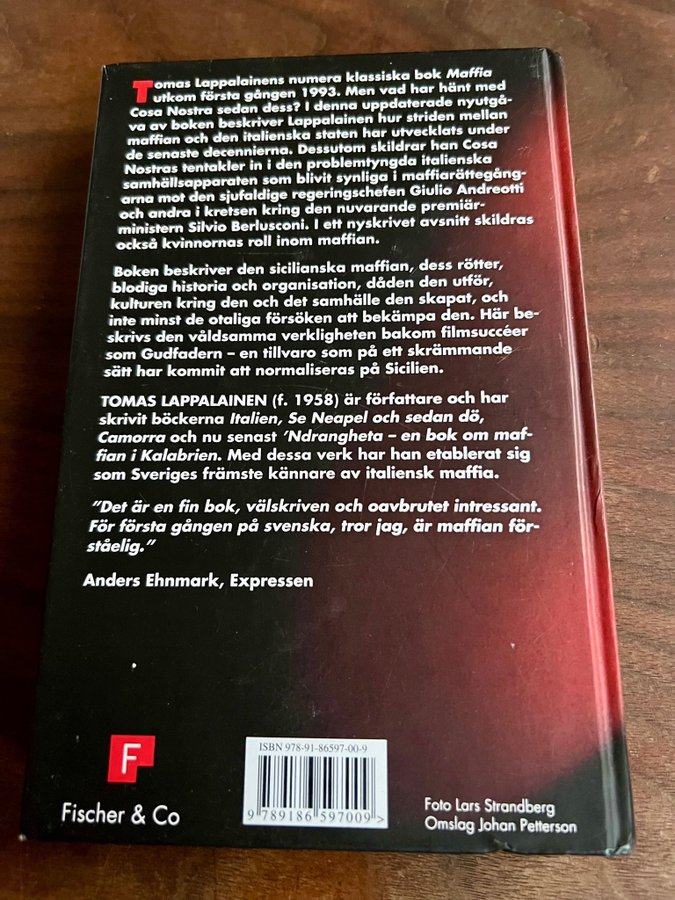 Tomas Lappalainens numera klassiska bok Maffia
utkom första gången 1993. Men vad har hänt med
Cosa Nostra sedan dess? I denna uppdaterade nyutgå-
va av boken beskriver Lappalainen hur striden mellan
maffian och den italienska staten har utvecklats under
de senaste decennierna. Dessutom skildrar han Cosa
Nostras tentakler in i den problemtyngda italienska
samhällsapparaten som blivit synliga i maffiarättegång-
arna mot den sjufaldige regeringschefen Giulio Andreotti
och andra i kretsen kring den nuvarande premiär-
ministern Silvio Berlusconi. I ett nyskrivet avsnitt skildras
också kvinnornas roll inom maffian.
Boken beskriver den sicilianska maffian, dess rötter,
blodiga historia och organisation, dåden den utför,
kulturen kring den och det samhälle den skapat, och
inte minst de otaliga försöken att bekämpa den. Här be-
skrivs den våldsamma verkligheten bakom filmsuccéer
som Gudfadern – en tillvaro som på ett skrämmande
sätt har kommit att normaliseras på Sicilien.
TOMAS LAPPALAINEN (f. 1958) är författare och har
skrivit böckerna Italien, Se Neapel och sedan dö,
Camorra och nu senast ’Ndrangheta – en bok om maf-
fian i Kalabrien. Med dessa verk har han etablerat sig
som Sveriges främste kännare av italiensk maffia.
”Det är en fin bok, välskriven och oavbrutet intressant.
För första gången på svenska, tror jag, är maffian för-
ståelig.”
Anders Ehnmark, Expressen
F
Fischer & Co
ISBN 978-91-86597-00-9
9 789186 597009 >
Foto Lars Strandberg
Omslag Johan Petterson